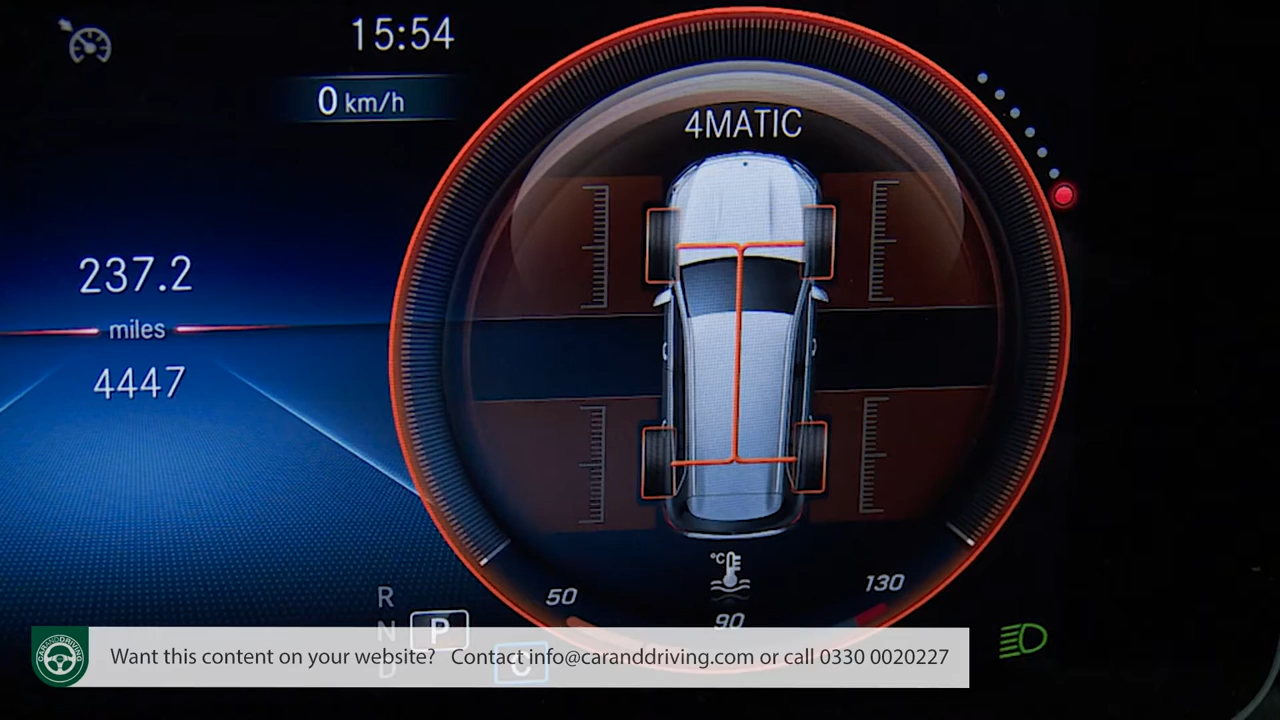 15:54
0 km/h
4MATIC
237.2
miles
4447
°C
50
130
90
R
N
P
D
C
CARANDDRIVING
Want this content on your website? Contact info@caranddriving.com or call 0330 0020227